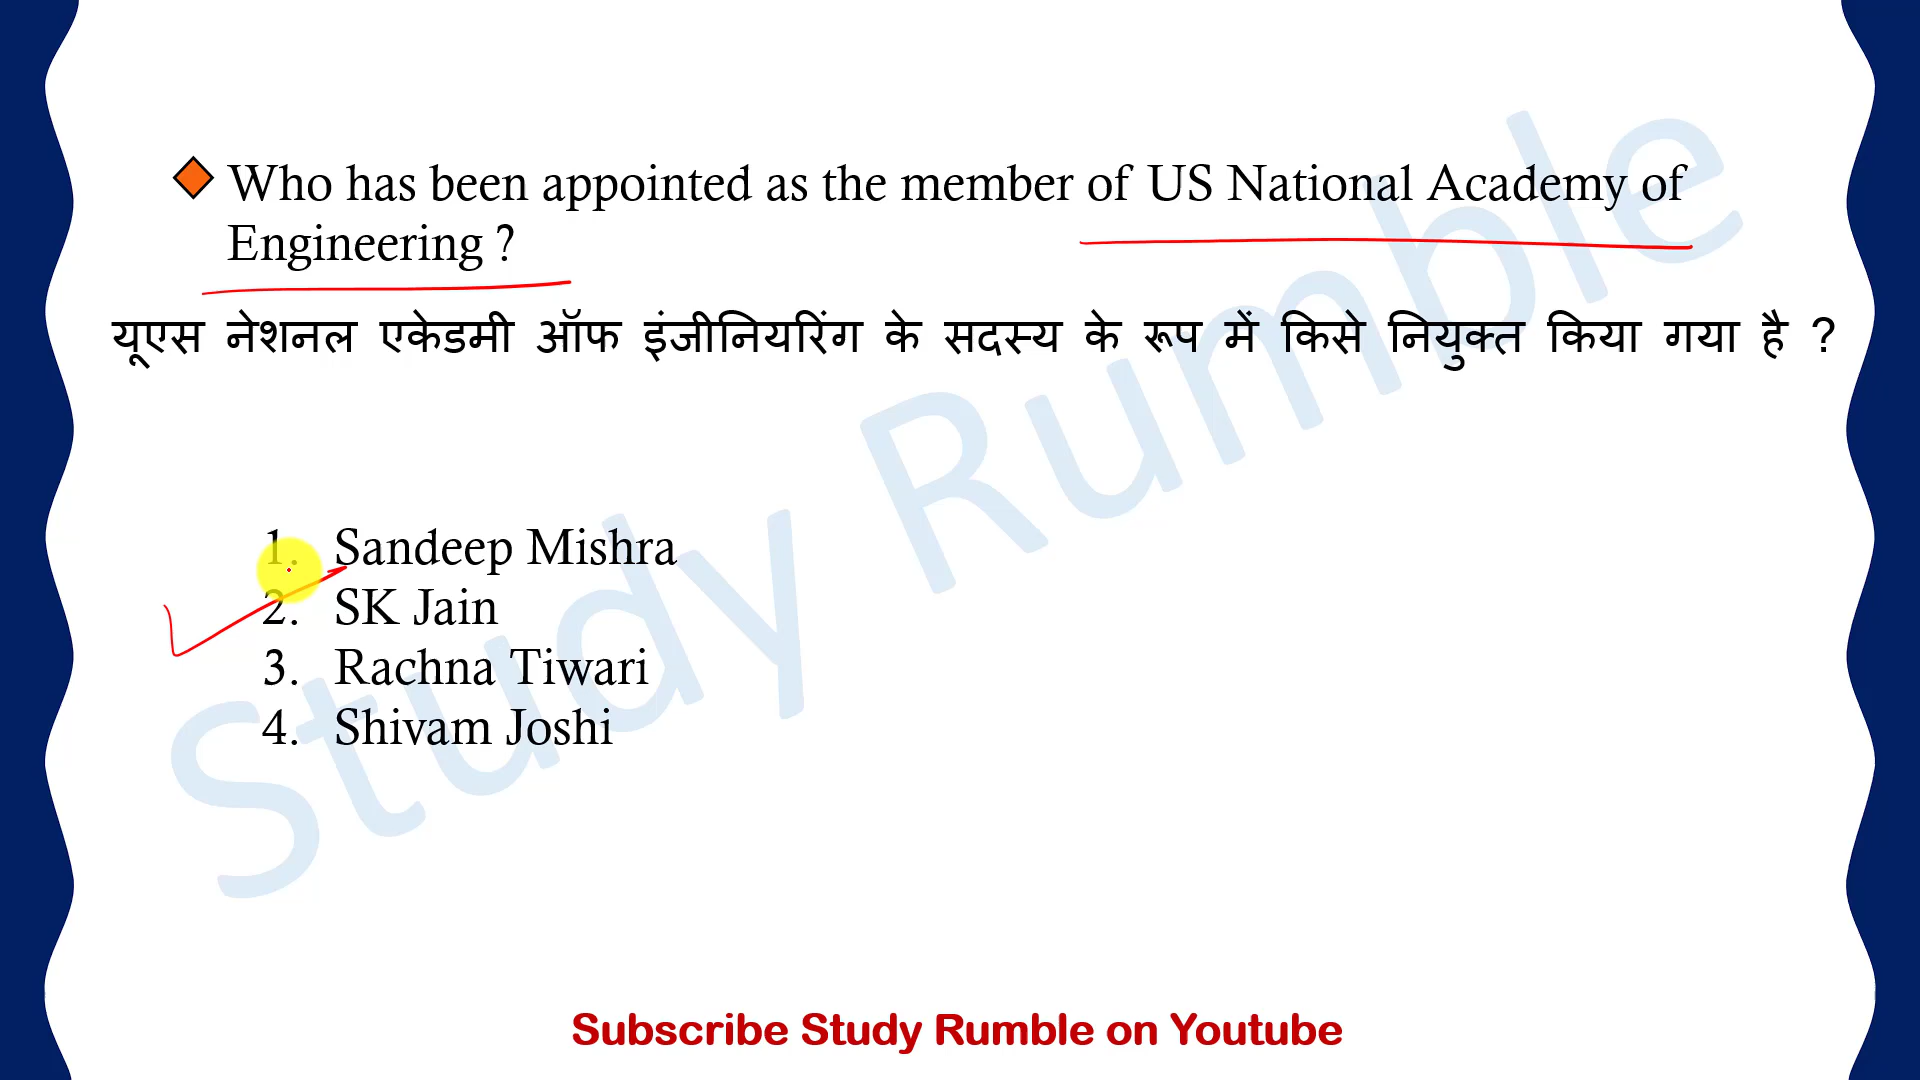 Who has been appointed as the member of US National Academy of
Engineering ?
यूएस नेशनल एकेडमी ऑफ इंजीनियरिंग के सदस्य के रूप में किसे नियुक्त किया गया है ?
1. Sandeep Mishra
2. SK Jain
3. Rachna Tiwari
4. Shivam Joshi
Study Rumble
Subscribe Study Rumble on Youtube